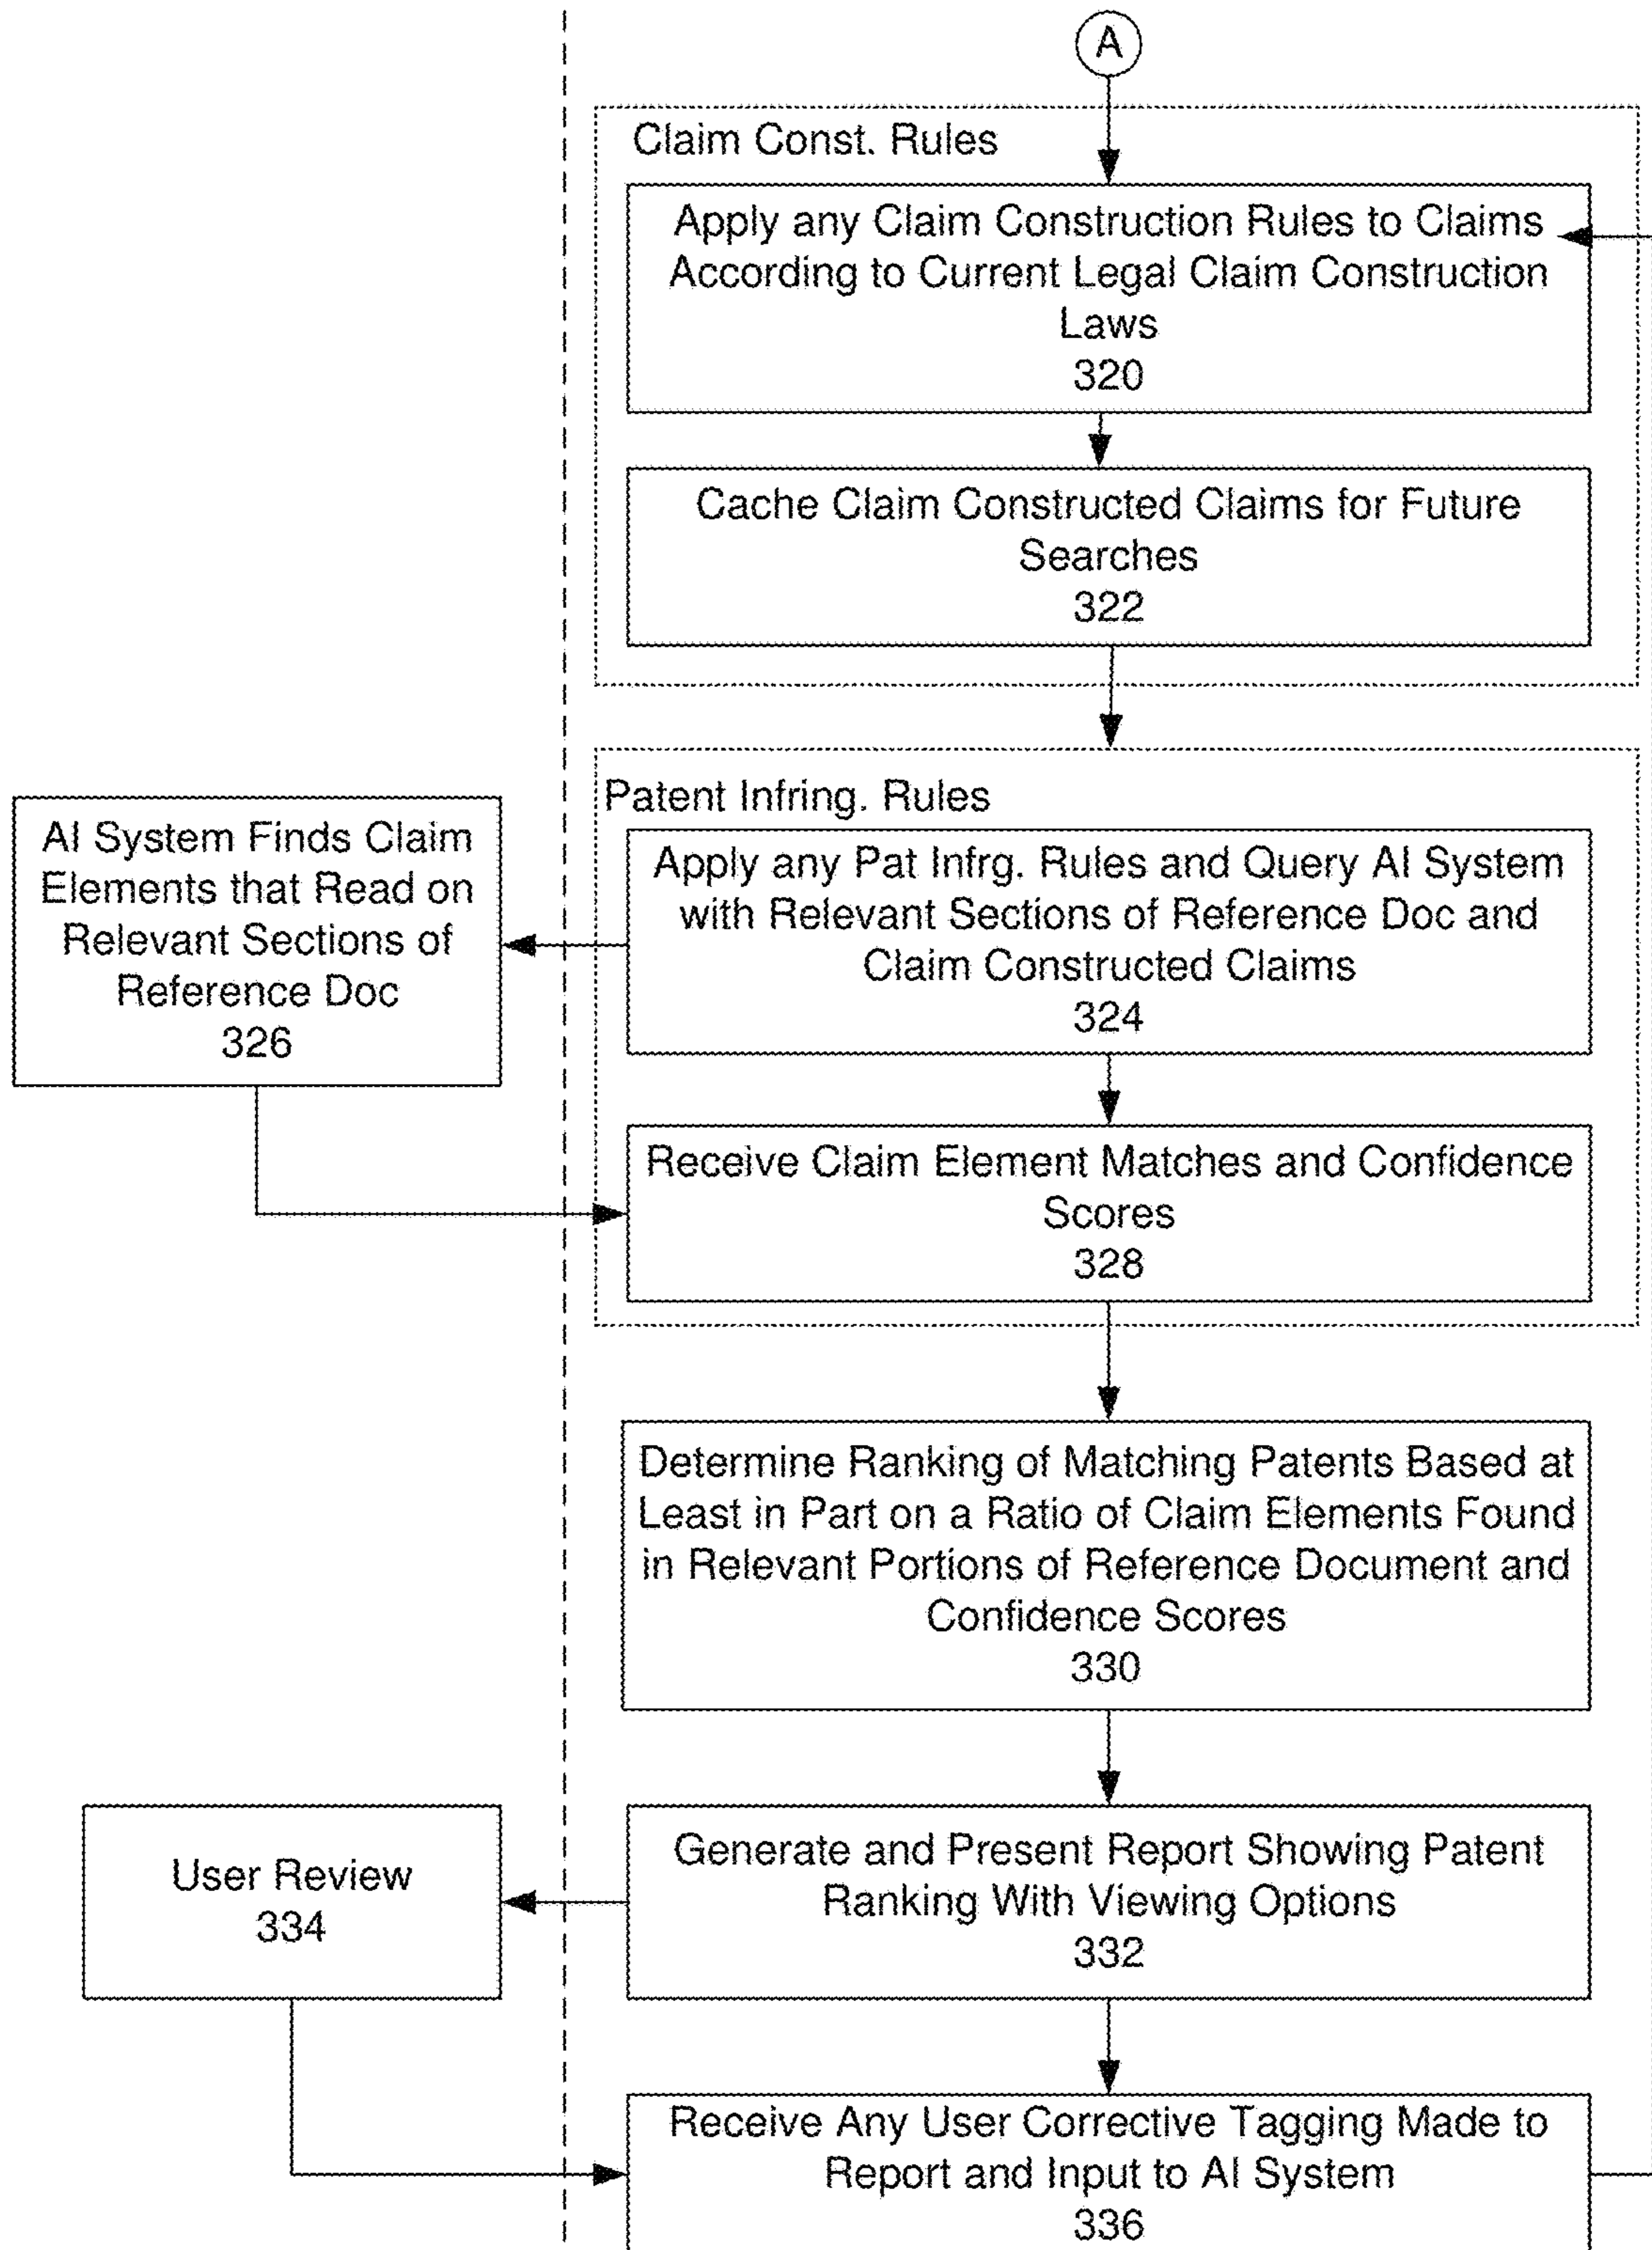 A
Claim Const. Rules
Apply any Claim Construction Rules to Claims
According to Current Legal Claim Construction
Laws
320
Cache Claim Constructed Claims for Future
Searches
322
Patent Infring. Rules
AI System Finds Claim
Elements that Read on
Relevant Sections of
Reference Doc
326
Apply any Pat Infrg. Rules and Query AI System
with Relevant Sections of Reference Doc and
Claim Constructed Claims
324
Receive Claim Element Matches and Confidence
Scores
328
Determine Ranking of Matching Patents Based at
Least in Part on a Ratio of Claim Elements Found
in Relevant Portions of Reference Document and
Confidence Scores
330
Generate and Present Report Showing Patent
Ranking With Viewing Options
332
User Review
334
Receive Any User Corrective Tagging Made to
Report and Input to AI System
336